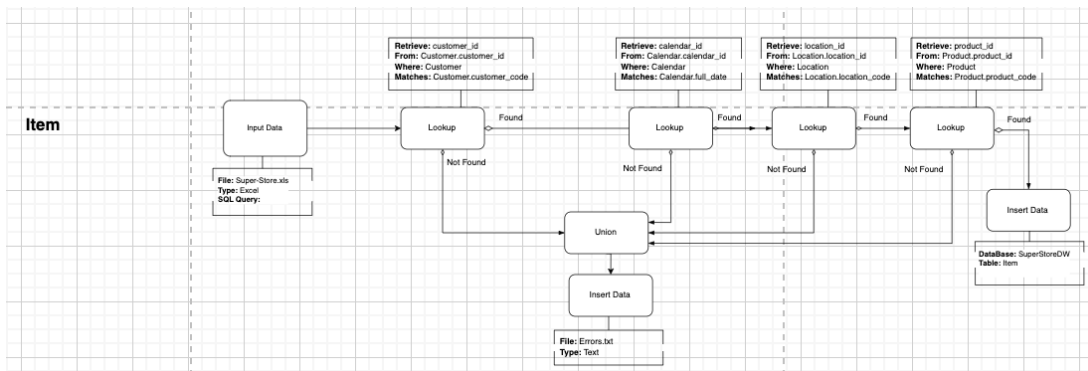 Retrieve: customer_id
From: Customer.customer_id
Where: Customer
Matches: Customer.customer_code
Retrieve: calendar_id
From: Calendar.calendar_id
Where: Calendar
Matches: Calendar.full_date
Retrieve: location_id
From: Location.location_id
Where: Location
Matches: Location.location_code
Retrieve: product_id
From: Product.product_id
Where: Product
Matches: Product.product_code
Item
Input Data
Lookup
Found
Lookup
Found
Lookup
Found
Lookup
Found
Not Found
Not Found
Not Found
Not Found
File: Super-Store.xls
Type: Excel
SQL Query:
Union
Insert Data
DataBase: SuperStoreDW
Table: Item
Insert Data
File: Errors.txt
Type: Text